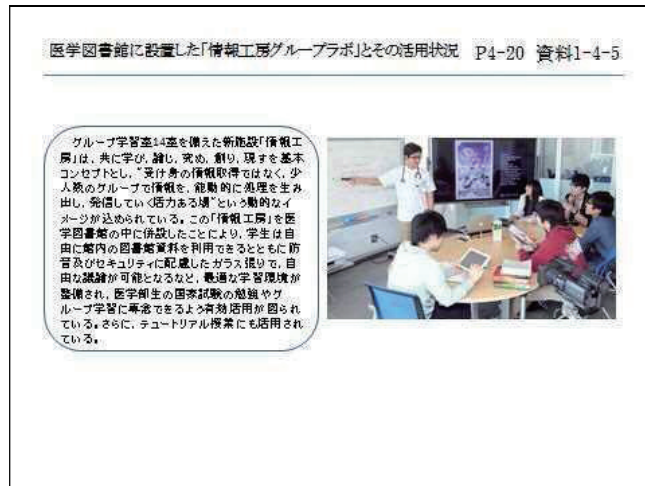 医学図書館に設置した「情報工房グループラボ」とその活用状況 P4-20 資料1-4-5
グループ学習室14室を備えた新施設「情報工
房」は、共に学び、論じ、究め、創り、現すを基本
コンセプトとし、“受け身の情報取得ではなく、少
人数のグループで情報を、能動的に処理を生み
出し、発信していく活力ある場”という動的なイ
メージが込められている。この「情報工房」を医
学図書館の中に併設したことにより、学生は自
由に館内の図書館資料を利用できるとともに防
音及びセキュリティに配慮したガラス張りで、自
由な議論が可能となるなど、最適な学習環境が
整備され、医学部生の国家試験の勉強やグ
ループ学習に専念できるよう有効活用が図られ
ている。さらに、テュートリアル授業にも活用され
ている。